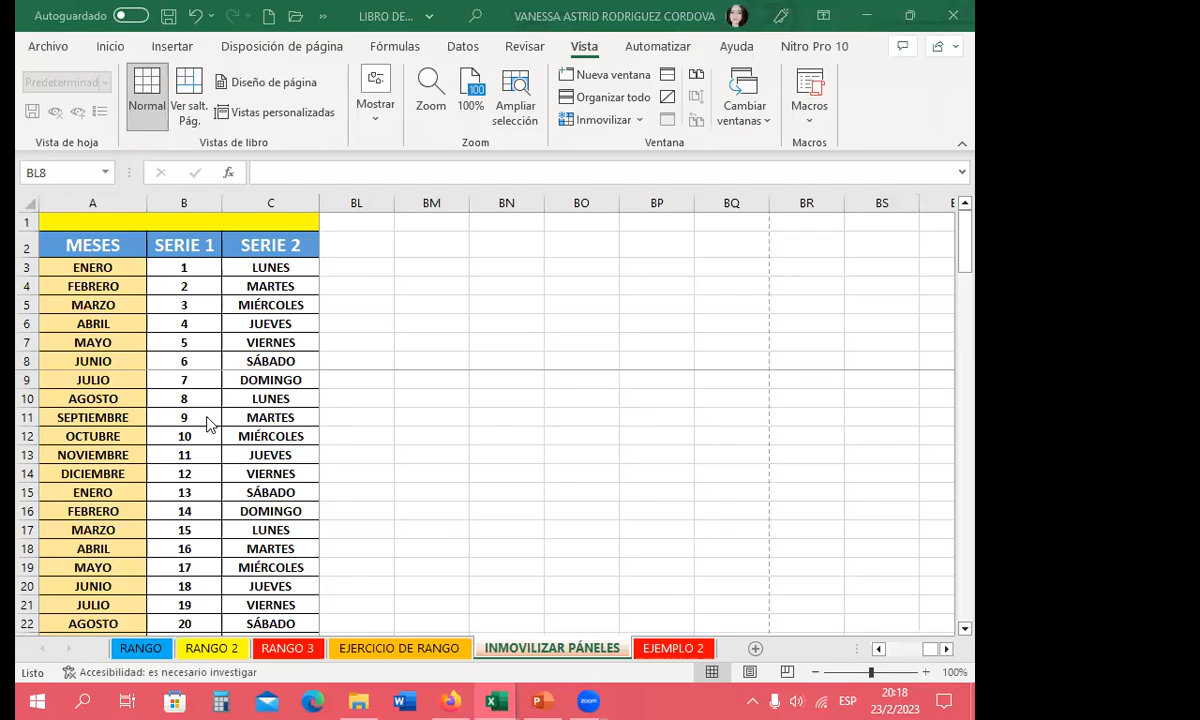 Autoguardado LIBRO DE... VANESSA ASTRID RODRIGUEZ CORDOVA
Archivo Inicio Insertar Disposición de página Fórmulas Datos Revisar Vista Automatizar Ayuda Nitro Pro 10
Predeterminad
Normal
Ver salt. Pág.
Diseño de página
Vistas personalizadas
Mostrar
Zoom
100%
Ampliar selección
Nueva ventana
Organizar todo
Inmovilizar
Cambiar ventanas
Macros
Vista de hoja Vistas de libro Zoom Ventana Macros
BL8 fx
A B C BL BM BN BO BP BQ BR BS
1
2 MESES SERIE 1 SERIE 2
3 ENERO 1 LUNES
4 FEBRERO 2 MARTES
5 MARZO 3 MIÉRCOLES
6 ABRIL 4 JUEVES
7 MAYO 5 VIERNES
8 JUNIO 6 SÁBADO
9 JULIO 7 DOMINGO
10 AGOSTO 8 LUNES
11 SEPTIEMBRE 9 MARTES
12 OCTUBRE 10 MIÉRCOLES
13 NOVIEMBRE 11 JUEVES
14 DICIEMBRE 12 VIERNES
15 ENERO 13 SÁBADO
16 FEBRERO 14 DOMINGO
17 MARZO 15 LUNES
18 ABRIL 16 MARTES
19 MAYO 17 MIÉRCOLES
20 JUNIO 18 JUEVES
21 JULIO 19 VIERNES
22 AGOSTO 20 SÁBADO
RANGO RANGO 2 RANGO 3 EJERCICIO DE RANGO INMOVILIZAR PÁNELES EJEMPLO 2
Listo Accesibilidad: es necesario investigar 100%
ESP 20:18
23/2/2023